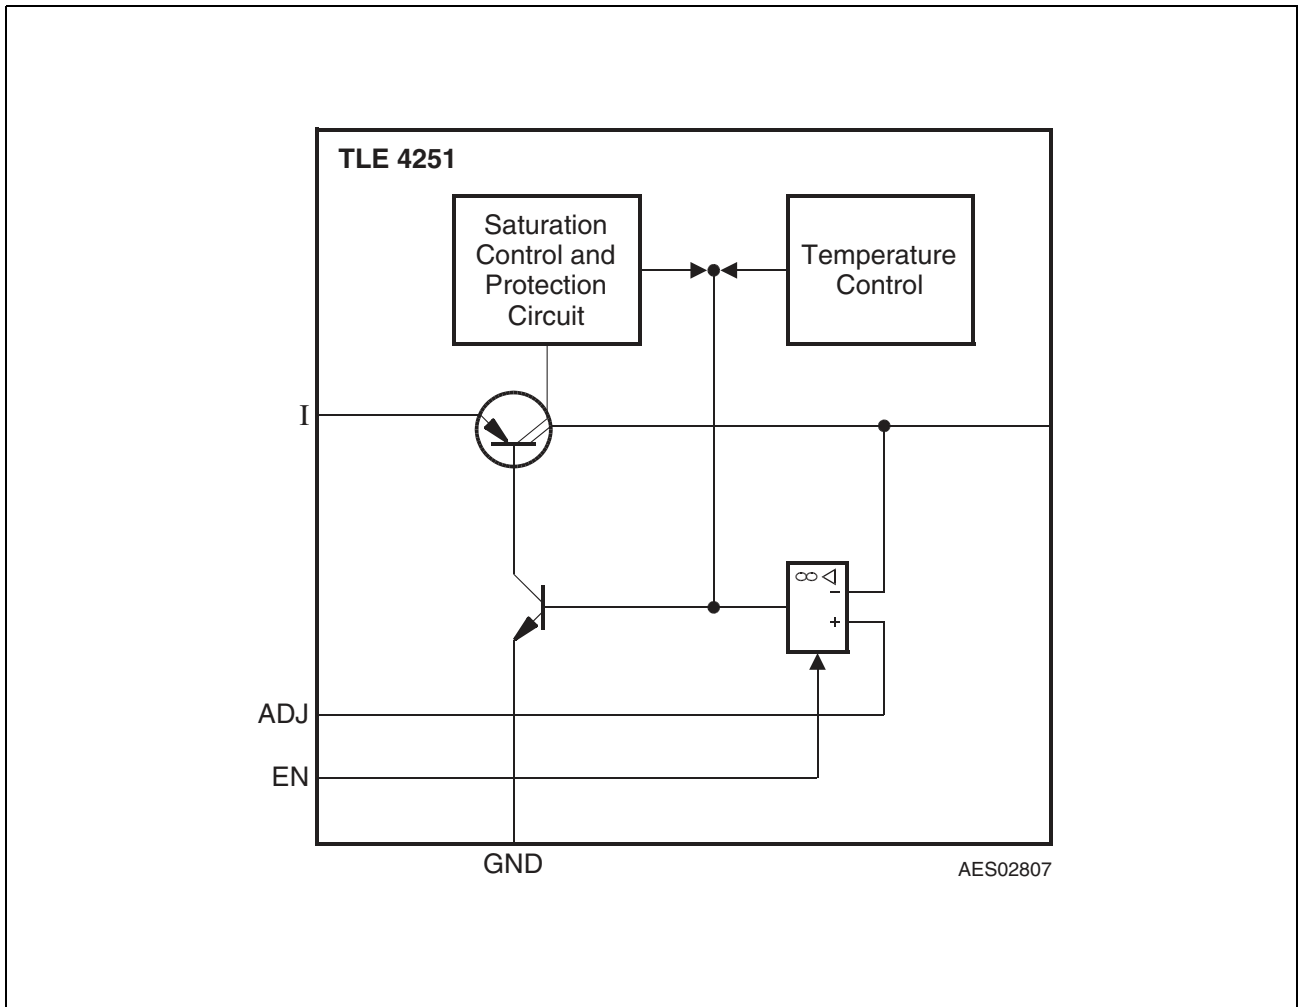 TLE 4251
Saturation
Control and
Protection
Circuit
Temperature
Control
I
∞
−
+
ADJ
EN
GND
AES02807